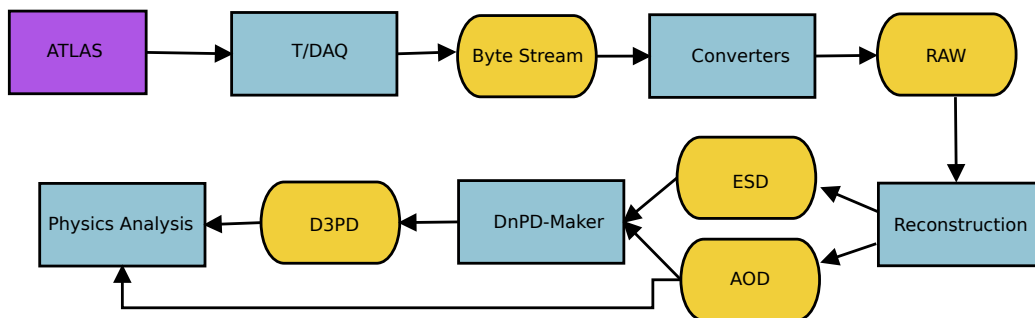 ATLAS
T/DAQ
Byte Stream
Converters
RAW
Physics Analysis
D3PD
DnPD-Maker
ESD
Reconstruction
AOD